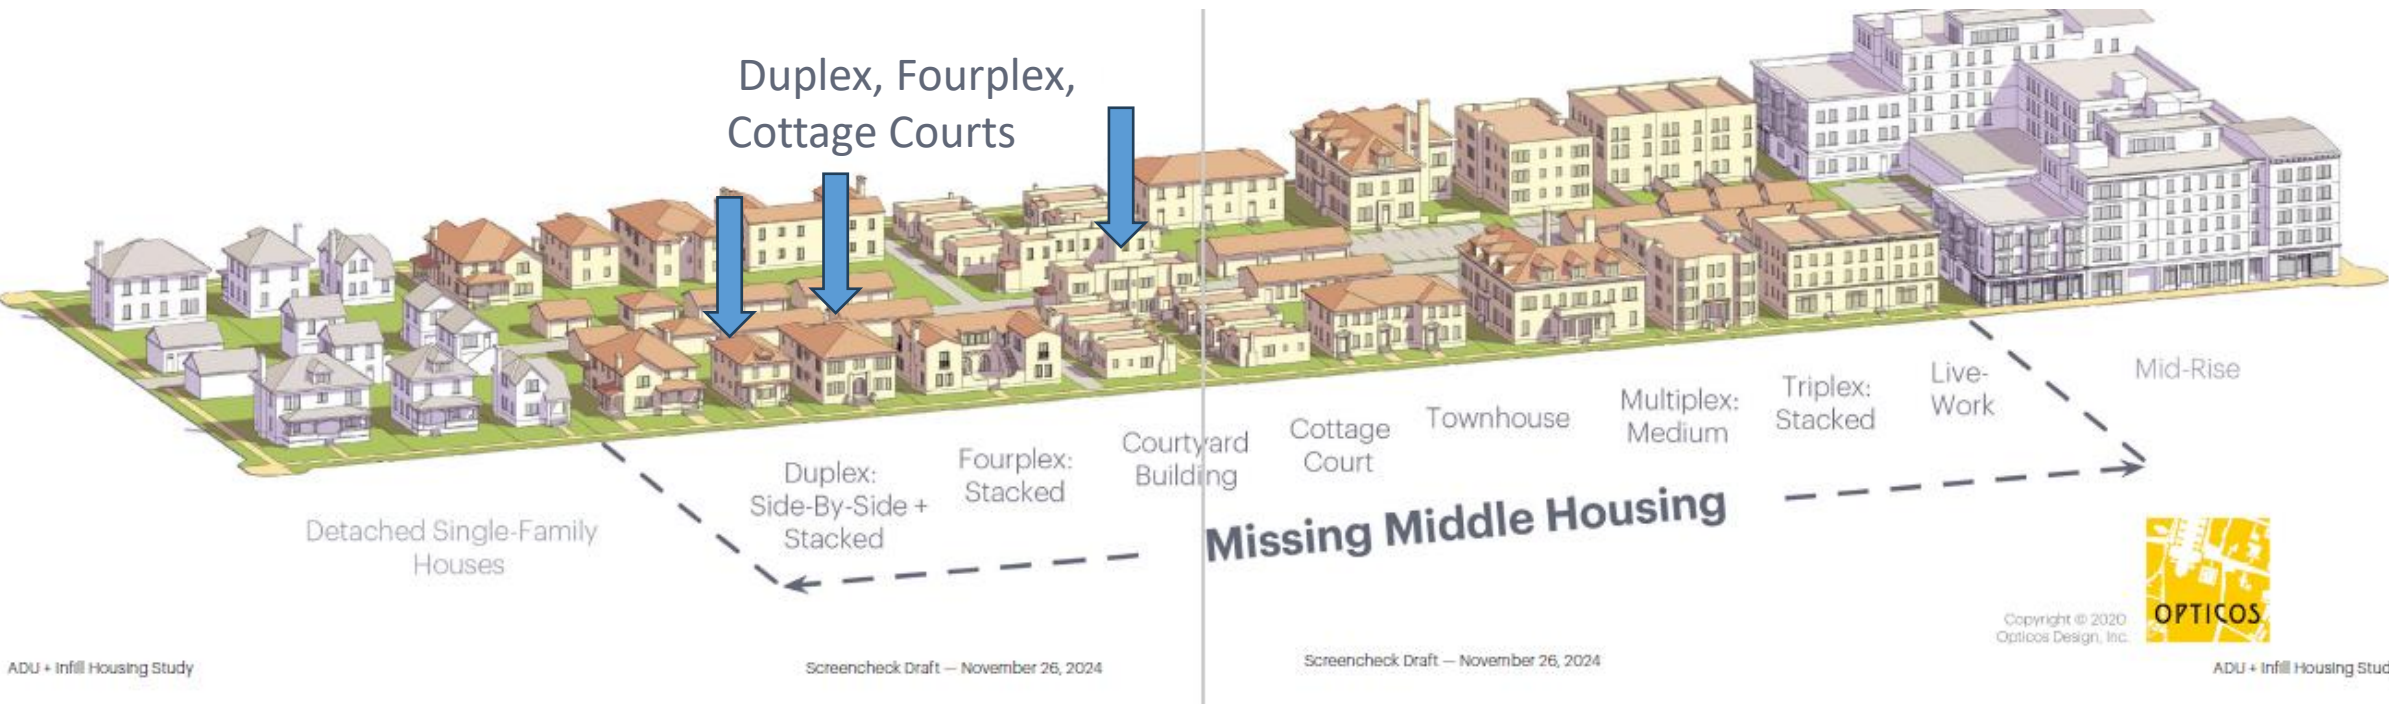 Duplex, Fourplex,
Cottage Courts
Detached Single-Family
Houses
Duplex:
Side-By-Side +
Stacked
Fourplex:
Stacked
Courtyard
Building
Cottage
Court
Townhouse
Multiplex:
Medium
Triplex:
Stacked
Live-
Work
Mid-Rise
Missing Middle Housing
Copyright © 2020
Opticos Design, Inc.
OPTICOS
ADU + Infill Housing Study
Screencheck Draft — November 26, 2024
Screencheck Draft — November 26, 2024
ADU + Infill Housing Stud